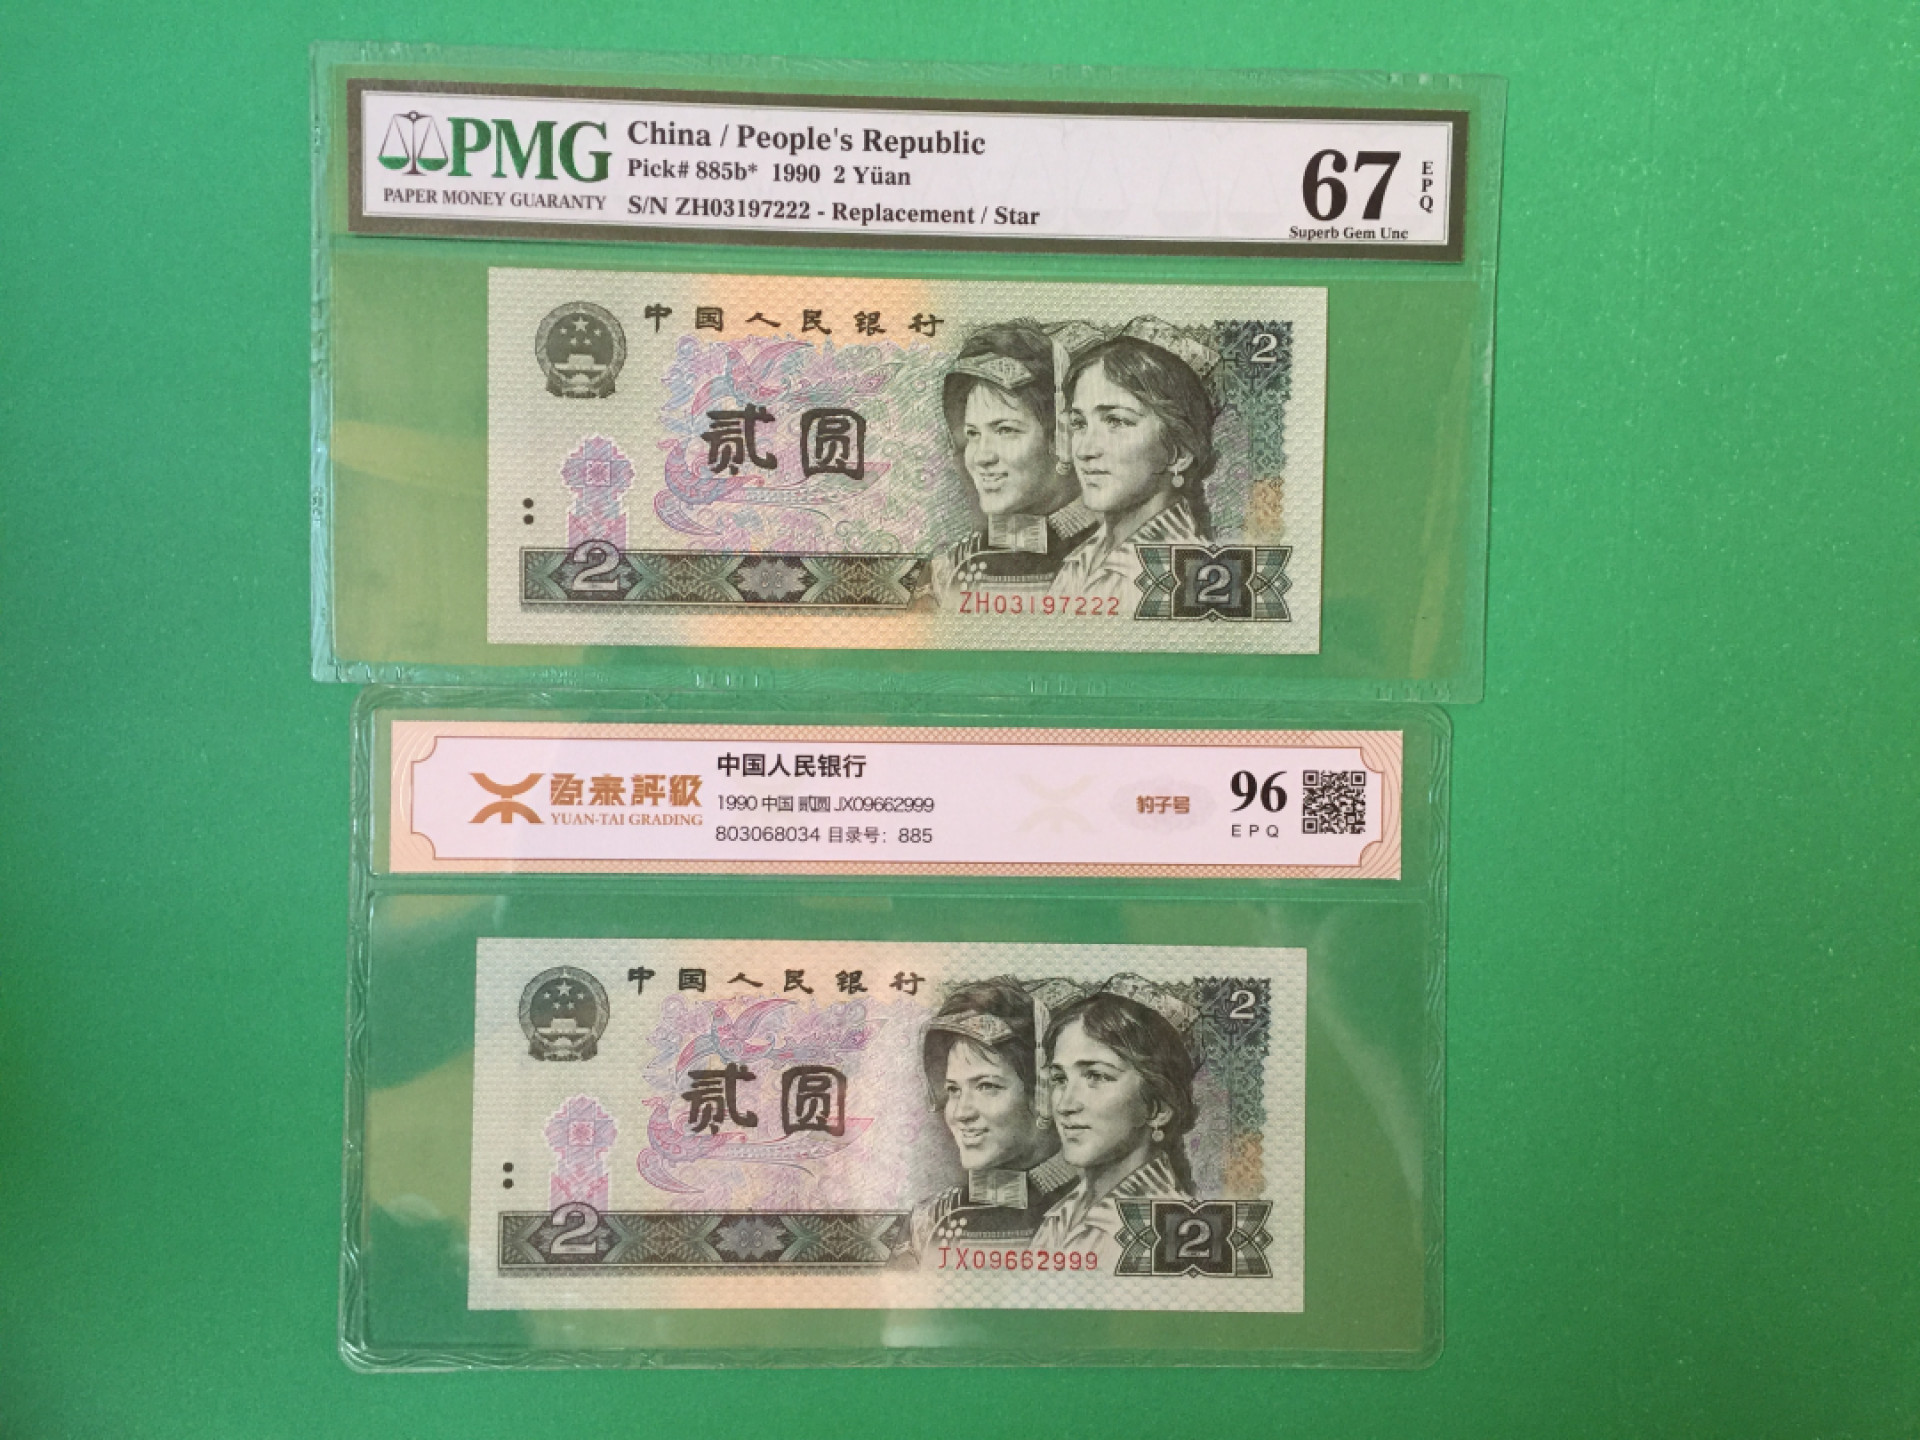 PMG
PAPER MONEY GUARANTY
China / People's Republic
Pick# 885b* 1990 2 Yüan
S/N ZH03197222 - Replacement / Star
67
EPQ
Superb Gem Unc
中国人民银行
2
贰圆
2
2
ZH03197222
源泰評級
YUAN-TAI GRADING
中国人民银行
1990 中国 贰圆 JX09662999
803068034 目录号: 885
豹子号
96
EPQ
中国人民银行
2
贰圆
2
2
JX09662999